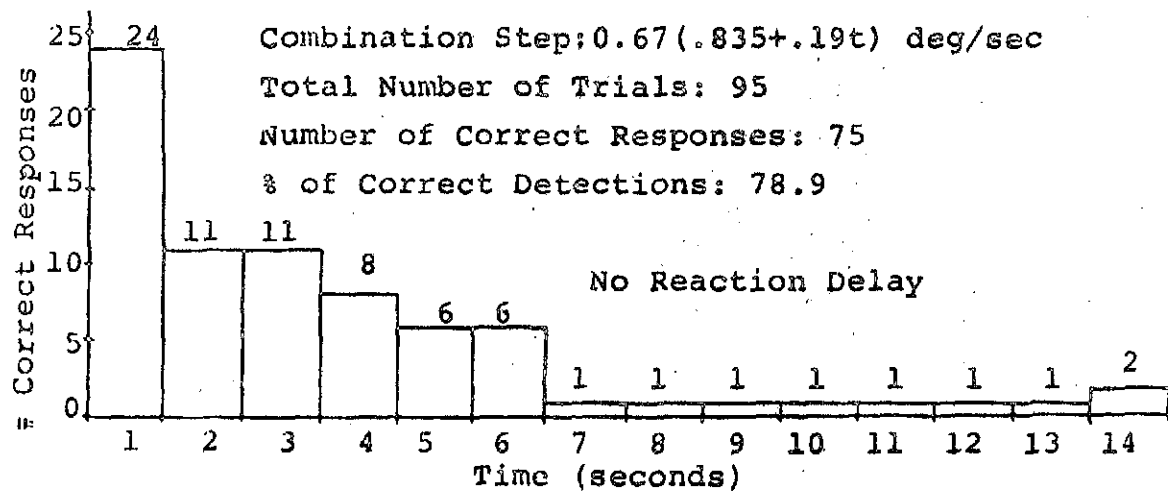 25
24
Combination Step:0.67(.835+.19t) deg/sec
Total Number of Trials: 95
20
Number of Correct Responses: 75
15
% of Correct Detections: 78.9
11 11
10
8
No Reaction Delay
6 6
5
1 1 1 1 1 1 1 2
0
1 2 3 4 5 6 7 8 9 10 11 12 13 14
Time (seconds)
# Correct Responses